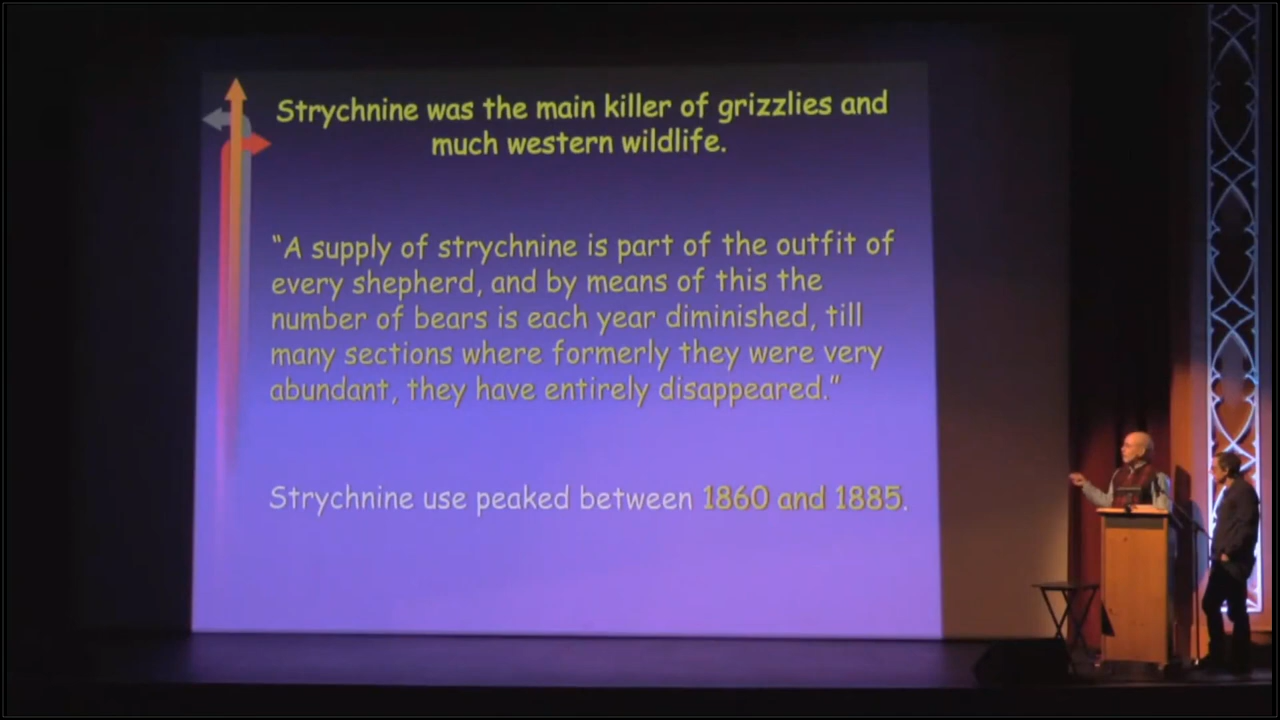 Strychnine was the main killer of grizzlies and
much western wildlife.
“A supply of strychnine is part of the outfit of
every shepherd, and by means of this the
number of bears is each year diminished, till
many sections where formerly they were very
abundant, they have entirely disappeared.”
Strychnine use peaked between 1860 and 1885.